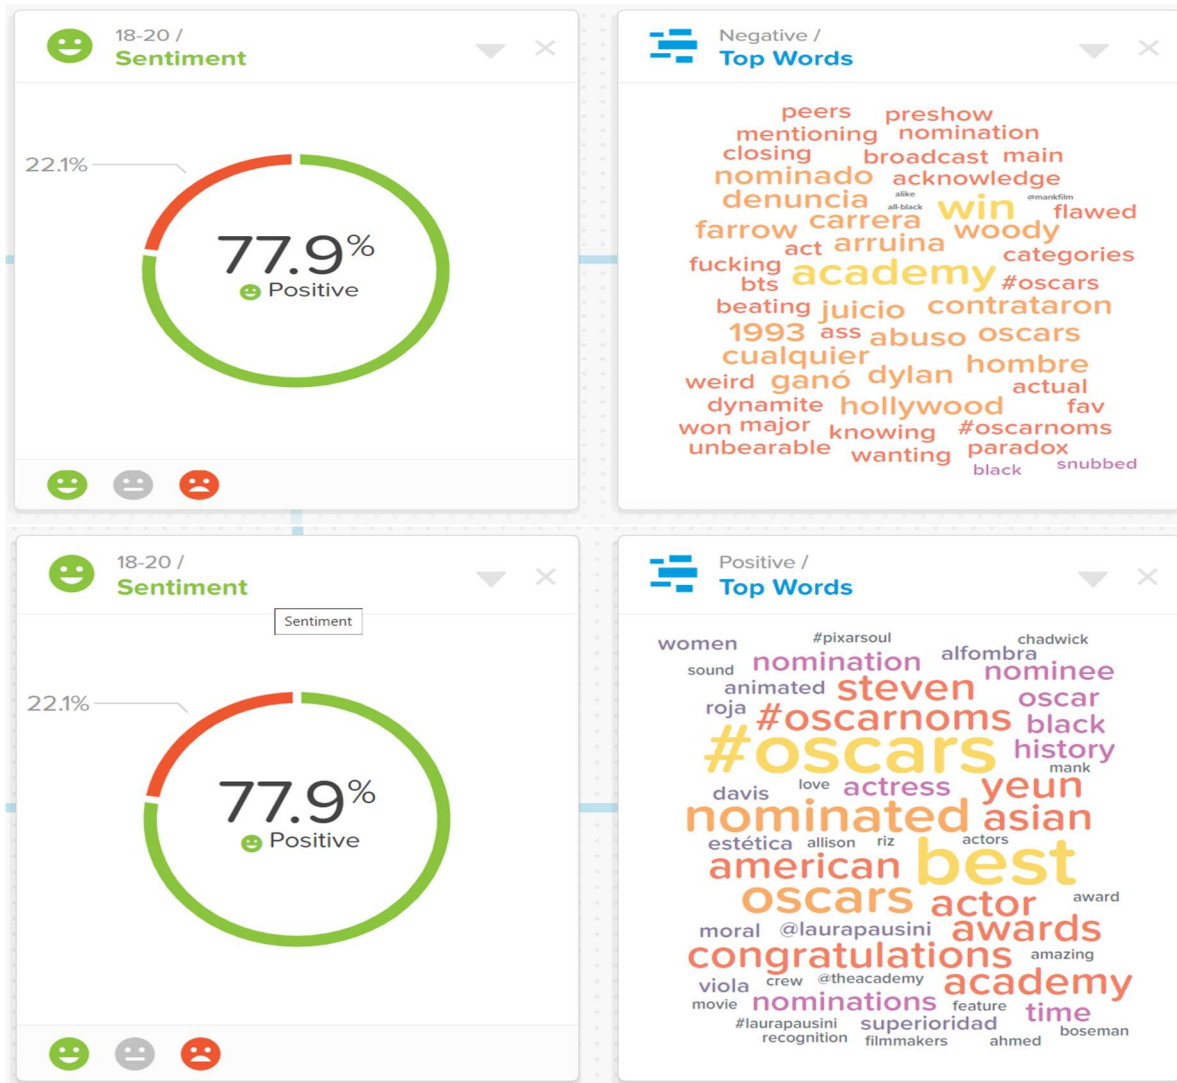 18-20 /
Sentiment
22.1%
77.9%
Positive
Negative /
Top Words
peers preshow
mentioning nomination
closing broadcast main
nominado acknowledge
denuncia alike all-black win @mankfilm flawed
farrow carrera woody
act arruina categories
fucking academy #oscars
bts
beating juicio contrataron
1993 ass abuso oscars
cualquier hombre
weird ganó dylan actual
dynamite hollywood fav
won major knowing #oscarnoms
unbearable wanting paradox
black snubbed
18-20 /
Sentiment
Sentiment
22.1%
77.9%
Positive
Positive /
Top Words
women #pixarsoul chadwick
sound nomination alfombra nominee
animated steven oscar
roja #oscarnoms black
#oscars history
mank
davis love actress yeun
nominated asian
estética allison riz actors
american best
oscars actor award
moral @laurapausini awards
congratulations amazing
viola crew @theacademy academy
movie nominations feature time
#laurapausini superioridad boseman
recognition filmmakers ahmed